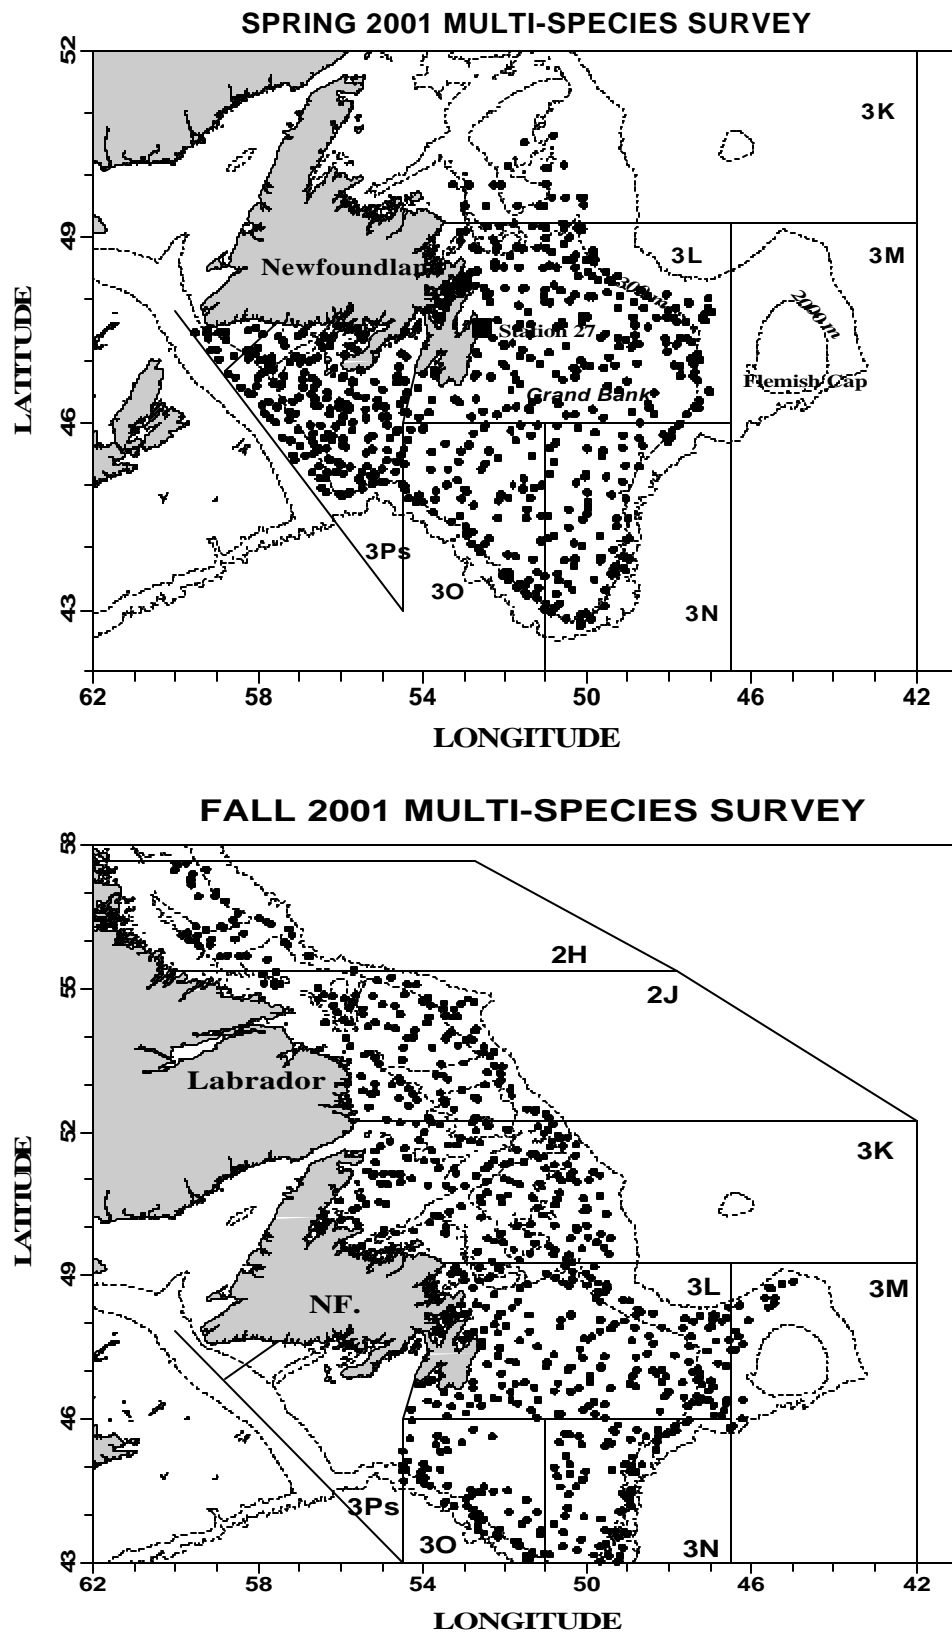 SPRING 2001 MULTI-SPECIES SURVEY
52
3K
49
3L
3M
Newfoundlan
300 m
2000 m
Station 27
Flemish Cap
Grand Bank
46
LATITUDE
3Ps
3O
3N
43
62
58
54
50
46
42
LONGITUDE
FALL 2001 MULTI-SPECIES SURVEY
58
2H
55
2J
Labrador
52
3K
LATITUDE
49
3L
3M
NF.
46
3Ps
3O
3N
43
62
58
54
50
46
42
LONGITUDE